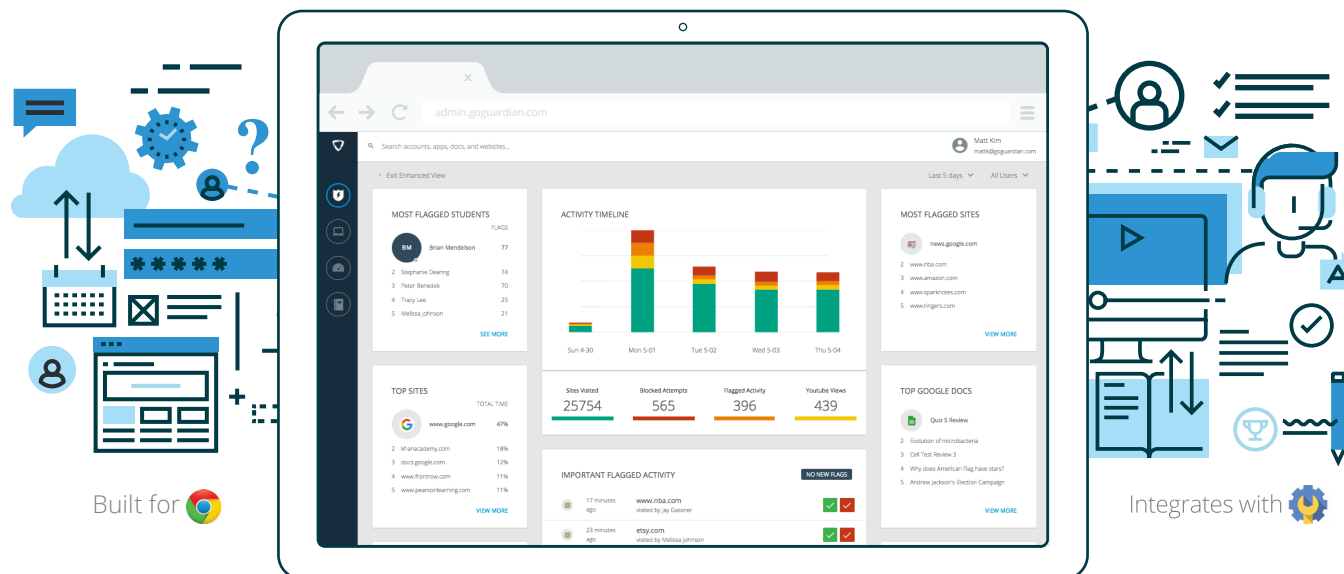 admin.goguardian.com
Search accounts, apps, docs, and websites...
Matt Kim
mattk@goguardian.com
Exit Enhanced View
Last 5 days
All Users
MOST FLAGGED STUDENTS
FLAGS
BM Brian Mendelson 77
2 Stephanie Dearing 74
3 Peter Benedek 70
4 Tracy Lee 25
5 Melissa Johnson 21
SEE MORE
ACTIVITY TIMELINE
Sun 4-30 Mon 5-01 Tue 5-02 Wed 5-03 Thu 5-04
Sites Visited Blocked Attempts Flagged Activity Youtube Views
25754 565 396 439
MOST FLAGGED SITES
news.google.com
2 www.nba.com
3 www.amazon.com
4 www.sparknotes.com
5 www.ringers.com
VIEW MORE
TOP SITES
TOTAL TIME
G www.google.com 47%
2 khanacademy.com 18%
3 docs.google.com 12%
4 www.frontrow.com 11%
5 www.pearsonlearning.com 11%
VIEW MORE
IMPORTANT FLAGGED ACTIVITY
NO NEW FLAGS
17 minutes ago www.nba.com
visited by Jay Gassner
23 minutes ago etsy.com
visited by Melissa Johnson
TOP GOOGLE DOCS
Quiz 5 Review
2 Evolution of microbacteria
3 Cell Test Review 3
4 Why does American Flag have stars?
5 Andrew Jackson's Election Campaign
VIEW MORE
?
*****
A
Built for
Integrates with